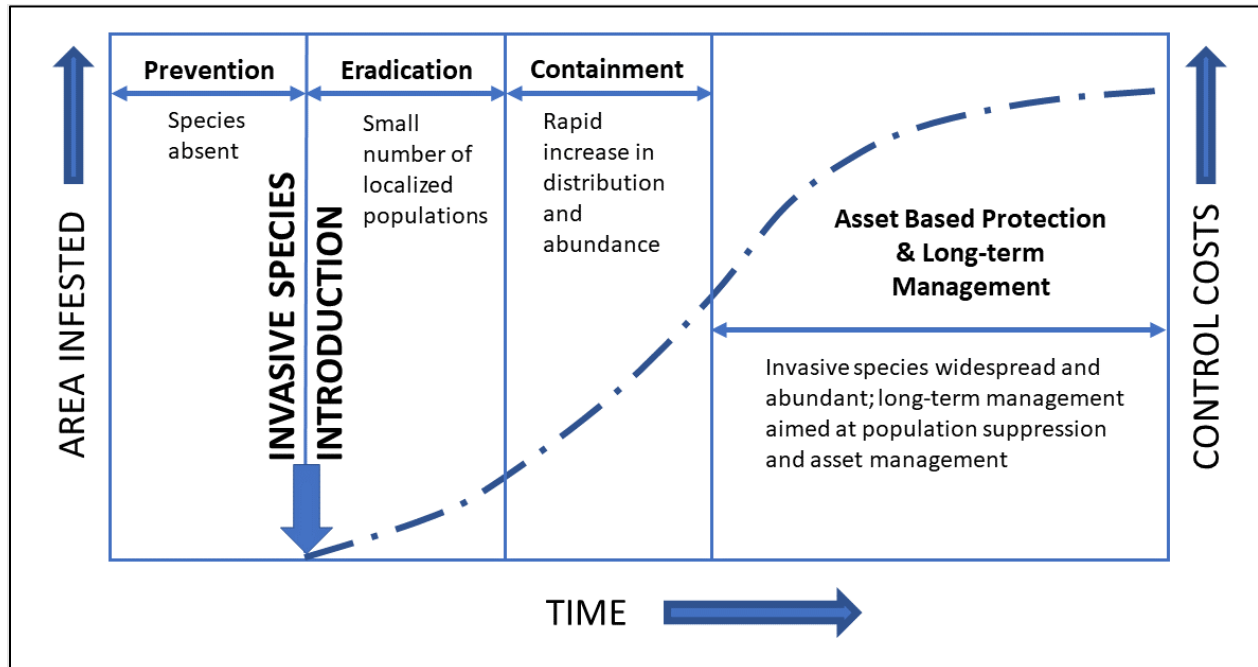 Prevention
Eradication
Containment
Species
absent
Small
number of
localized
populations
Rapid
increase in
distribution
and
abundance
INVASIVE SPECIES
INTRODUCTION
AREA INFESTED
Asset Based Protection
& Long-term
Management
Invasive species widespread and
abundant; long-term management
aimed at population suppression
and asset management
CONTROL COSTS
TIME